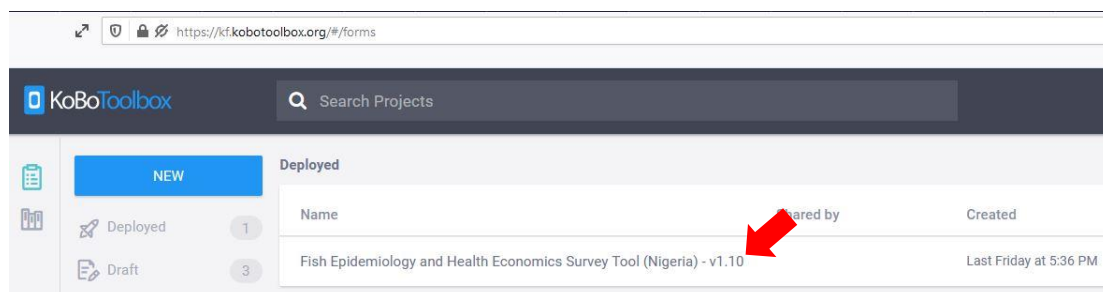 https://kf.kobotoolbox.org/#/forms
KoBoToolbox
Search Projects
NEW
Deployed
Deployed 1
Draft 3
Name Shared by Created
Fish Epidemiology and Health Economics Survey Tool (Nigeria) - v1.10 Last Friday at 5:36 PM